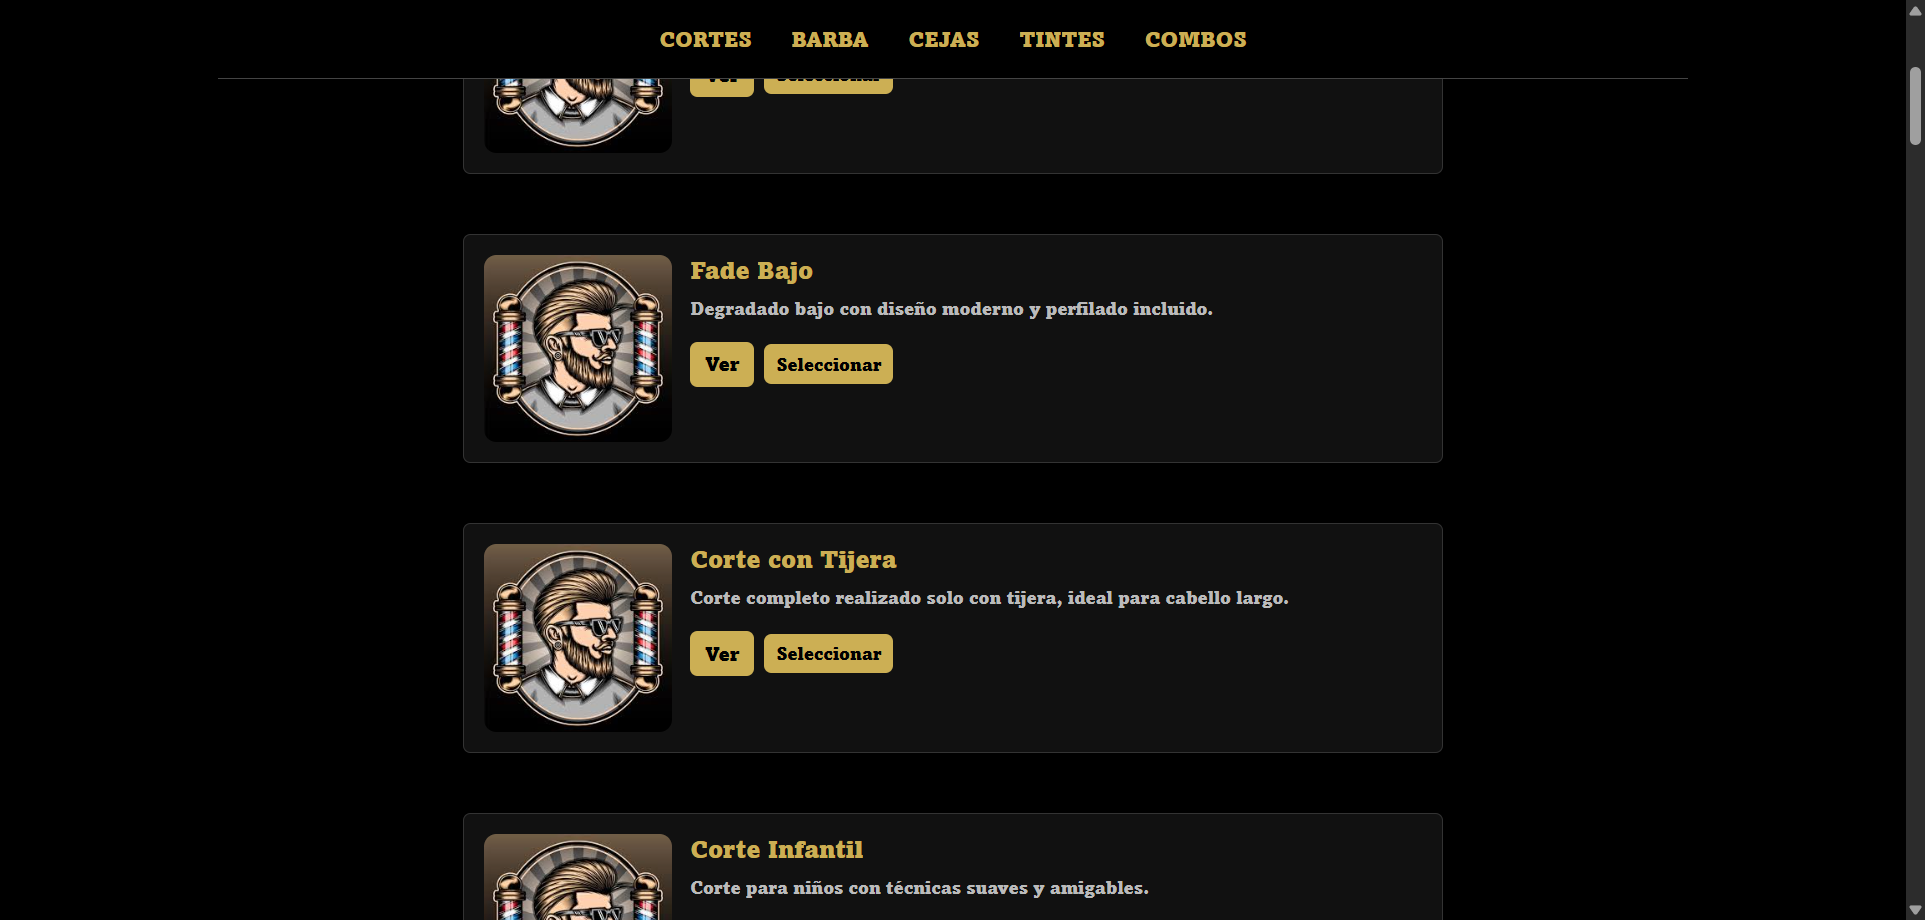 CORTES BARBA CEJAS TINTES COMBOS
Ver Seleccionar
Fade Bajo
Degradado bajo con diseño moderno y perfilado incluido.
Ver Seleccionar
Corte con Tijera
Corte completo realizado solo con tijera, ideal para cabello largo.
Ver Seleccionar
Corte Infantil
Corte para niños con técnicas suaves y amigables.